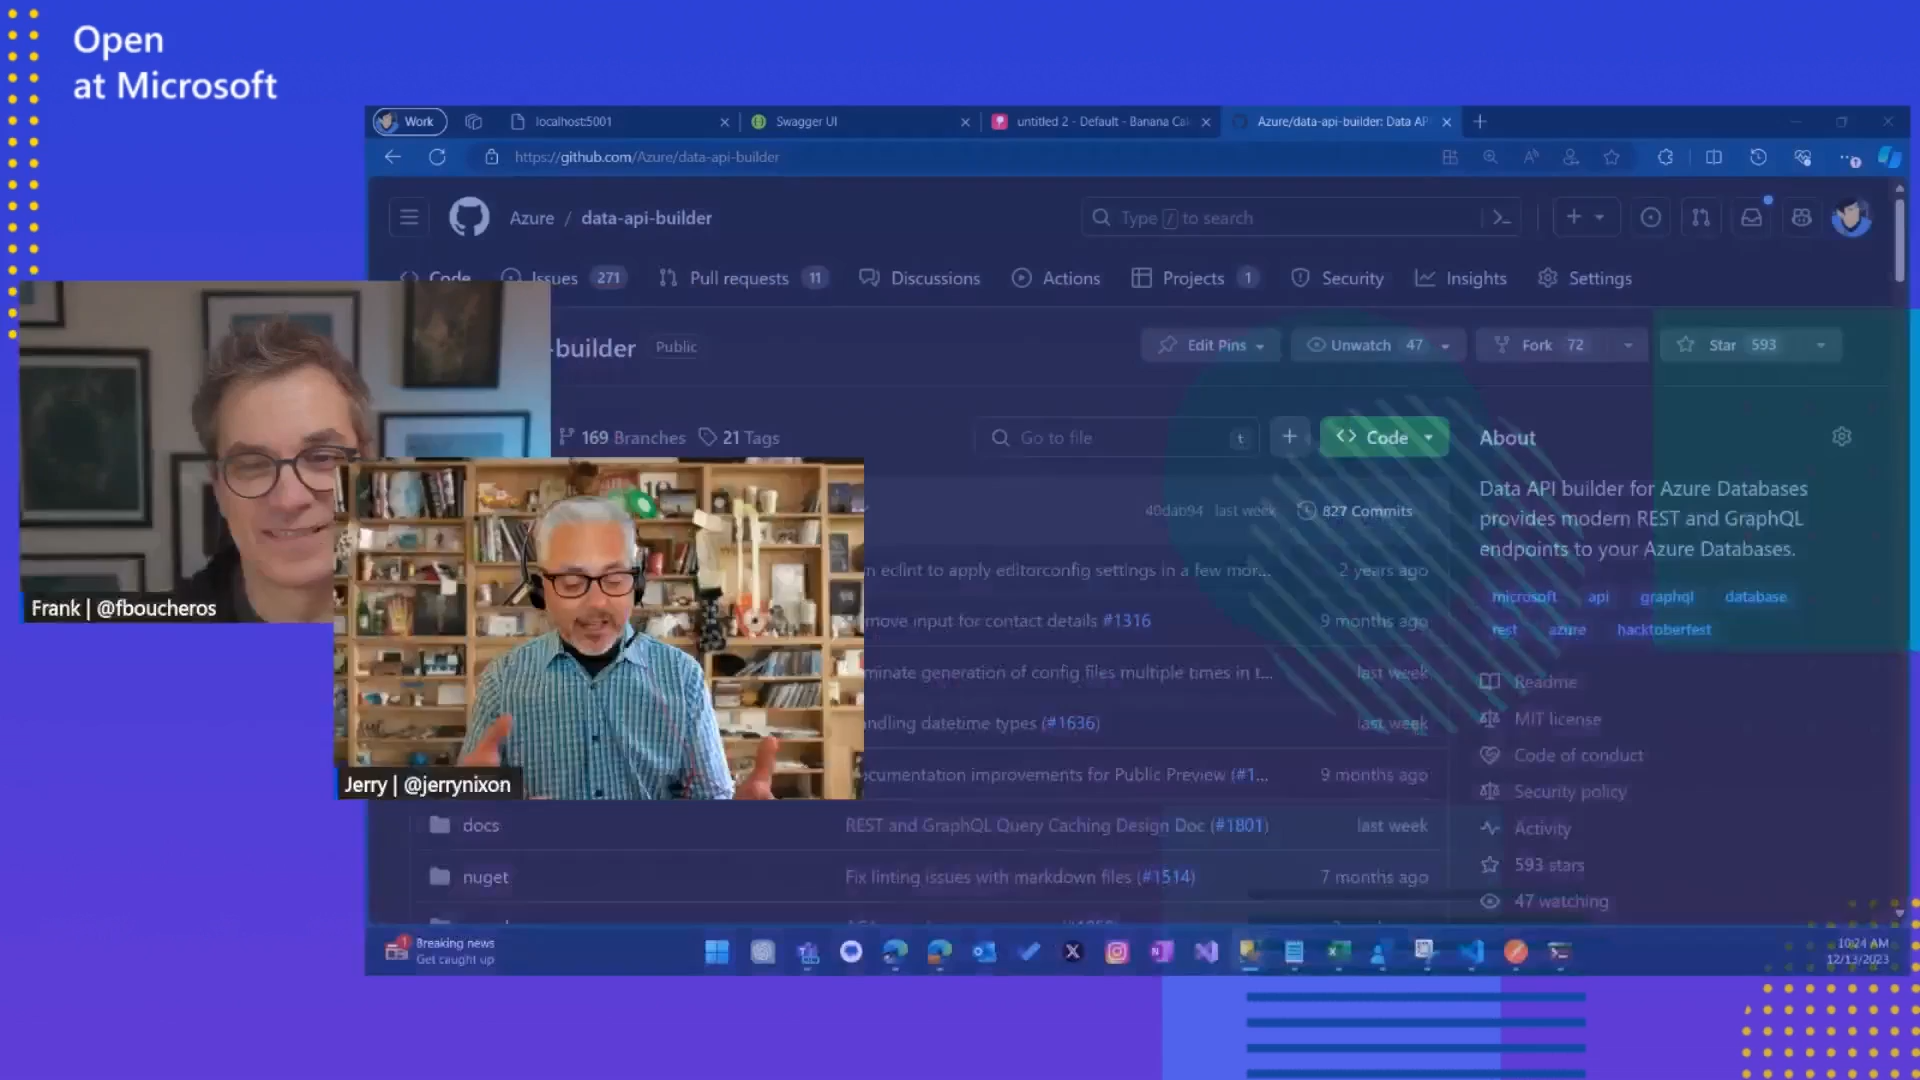 Open
at Microsoft
Work
localhost:5001
Swagger UI
untitled 2 - Default - Banana Ca
Azure/data-api-builder: Data AP
https://github.com/Azure/data-api-builder
Azure / data-api-builder
Type / to search
Code
Issues 271
Pull requests 11
Discussions
Actions
Projects 1
Security
Insights
Settings
-builder
Public
Edit Pins
Unwatch 47
Fork 72
Star 593
169 Branches
21 Tags
Go to file
t
Code
About
Data API builder for Azure Databases
provides modern REST and GraphQL
endpoints to your Azure Databases.
40dab94 last week
827 Commits
n eclint to apply editorconfig settings in a few mor...
2 years ago
microsoft api graphql database
rest azure hacktoberfest
Frank | @fboucheros
move input for contact details #1316
9 months ago
minate generation of config files multiple times in t...
last week
Readme
ndling datetime types (#1636)
last week
MIT license
Code of conduct
Jerry | @jerrynixon
cumentation improvements for Public Preview (#1...
9 months ago
Security policy
docs
REST and GraphQL Query Caching Design Doc (#1801)
last week
Activity
593 stars
nuget
Fix linting issues with markdown files (#1514)
7 months ago
47 watching
1
Breaking news
Get caught up
10:24 AM
12/13/2023